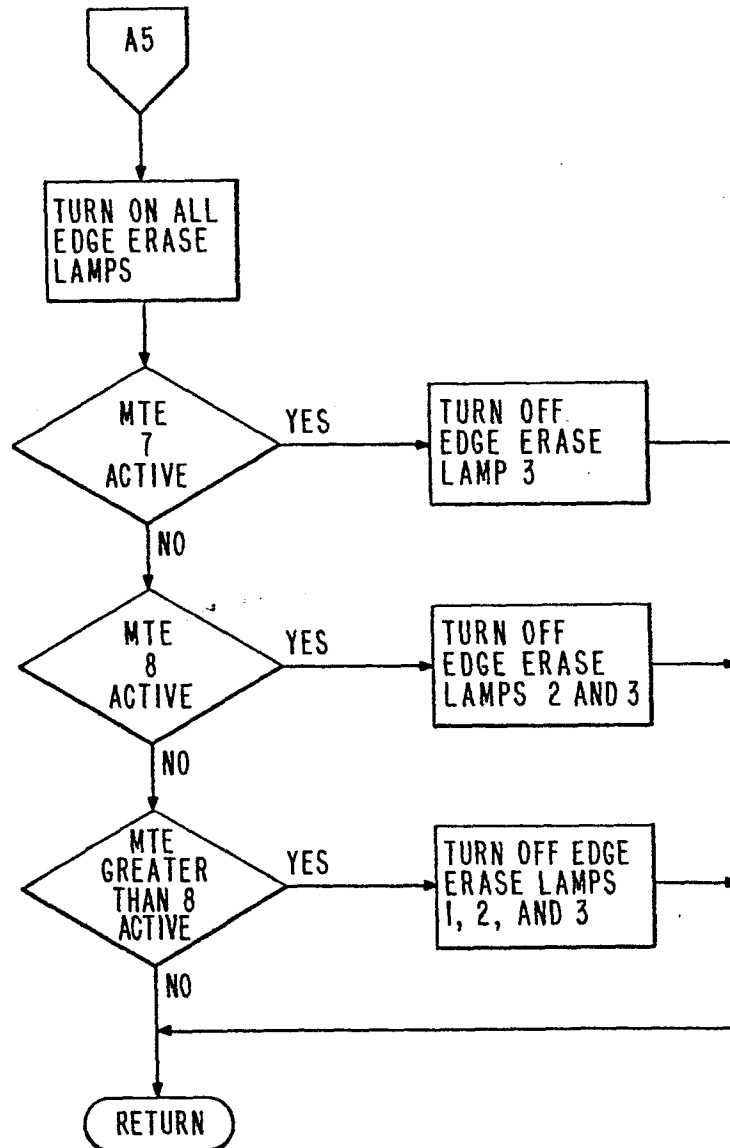 A5
TURN ON ALL
EDGE ERASE
LAMPS
MTE
7
ACTIVE
YES
TURN OFF
EDGE ERASE
LAMP 3
NO
MTE
8
ACTIVE
YES
TURN OFF
EDGE ERASE
LAMPS 2 AND 3
NO
MTE
GREATER
THAN 8
ACTIVE
YES
TURN OFF EDGE
ERASE LAMPS
1, 2, AND 3
NO
RETURN